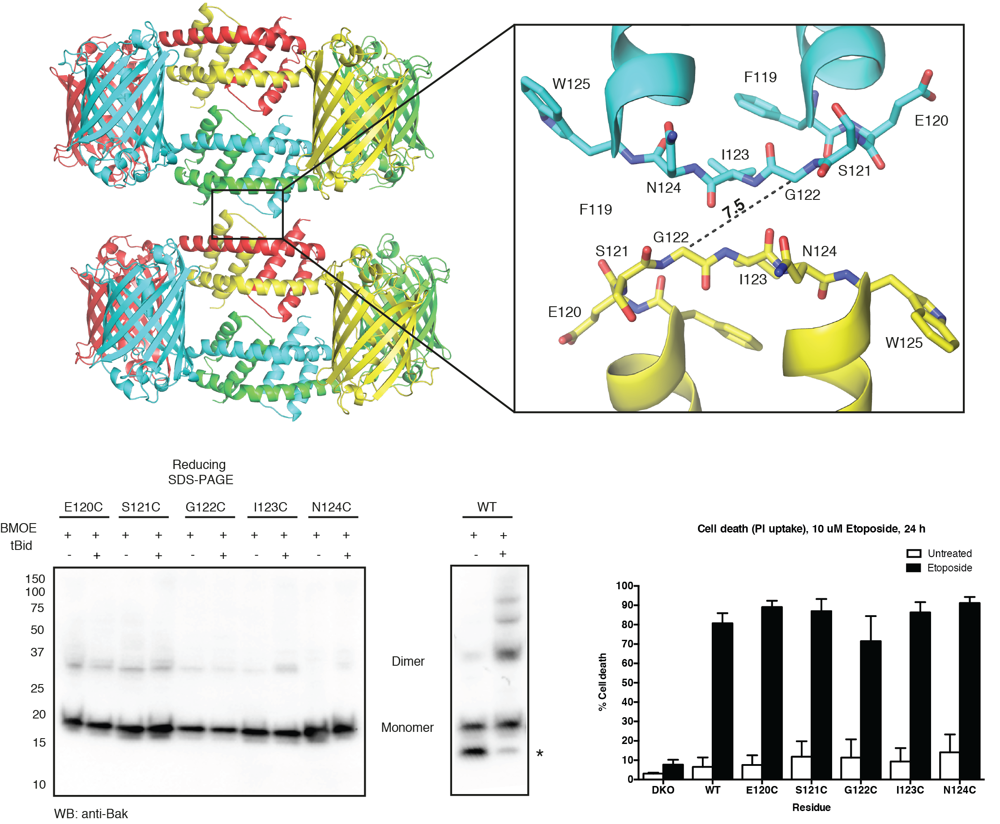 W125
F119
E120
I123
S121
N124
G122
F119
7.5
G122
S121
N124
I123
E120
W125
Reducing
SDS-PAGE
E120C S121C G122C I123C N124C
WT
BMOE + + + + + + + + + + + +
tBid - + - + - + - + - + - +
150
100
75
50
37
25
20
15
10
Dimer
Monomer
*
WB: anti-Bak
Cell death (PI uptake), 10 uM Etoposide, 24 h
Untreated
Etoposide
% Cell death
100
90
80
70
60
50
40
30
20
10
0
DKO WT E120C S121C G122C I123C N124C
Residue